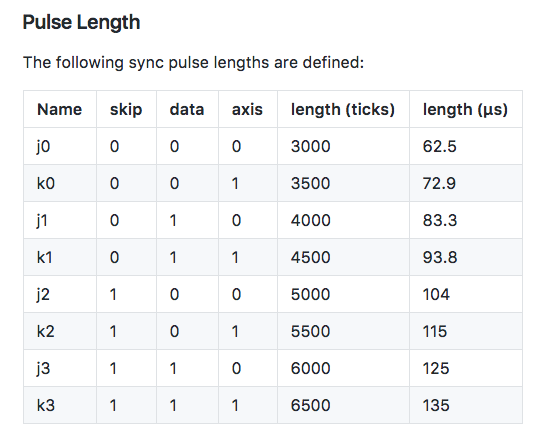 Pulse Length
The following sync pulse lengths are defined:
Name skip data axis length (ticks) length (µs)
j0 0 0 0 3000 62.5
k0 0 0 1 3500 72.9
j1 0 1 0 4000 83.3
k1 0 1 1 4500 93.8
j2 1 0 0 5000 104
k2 1 0 1 5500 115
j3 1 1 0 6000 125
k3 1 1 1 6500 135